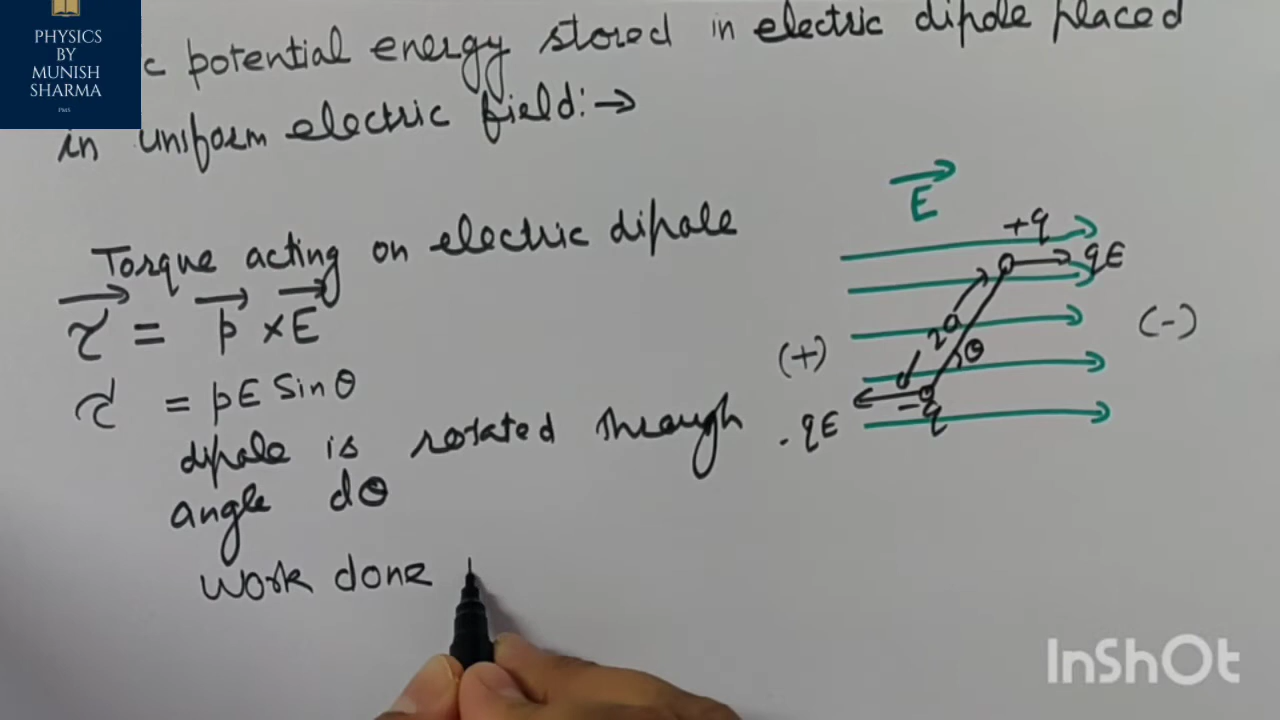 PHYSICS
BY
MUNISH
SHARMA
c potential energy stored in electric dipole placed
in uniform electric field:→
Torque acting on electric dipole
τ⃗ = p⃗ × E⃗
τ = pE Sinθ
dipole is rotated through
angle dθ
Work done
E⃗
+q
qE
(-)
2a
θ
(+)
-q
-qE
InShOt